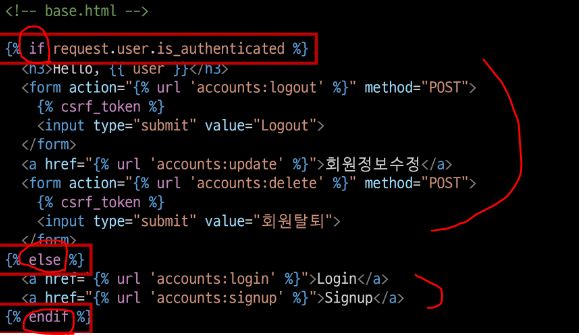 <!-- base.html -->
{% if request.user.is_authenticated %}
<h3>Hello, {{ user }}</h3>
<form action="{% url 'accounts:logout' %}" method="POST">
{% csrf_token %}
<input type="submit" value="Logout">
</form>
<a href="{% url 'accounts:update' %}">회원정보수정</a>
<form action="{% url 'accounts:delete' %}" method="POST">
{% csrf_token %}
<input type="submit" value="회원탈퇴">
</form>
{% else %}
<a href="{% url 'accounts:login' %}">Login</a>
<a href="{% url 'accounts:signup' %}">Signup</a>
{% endif %}